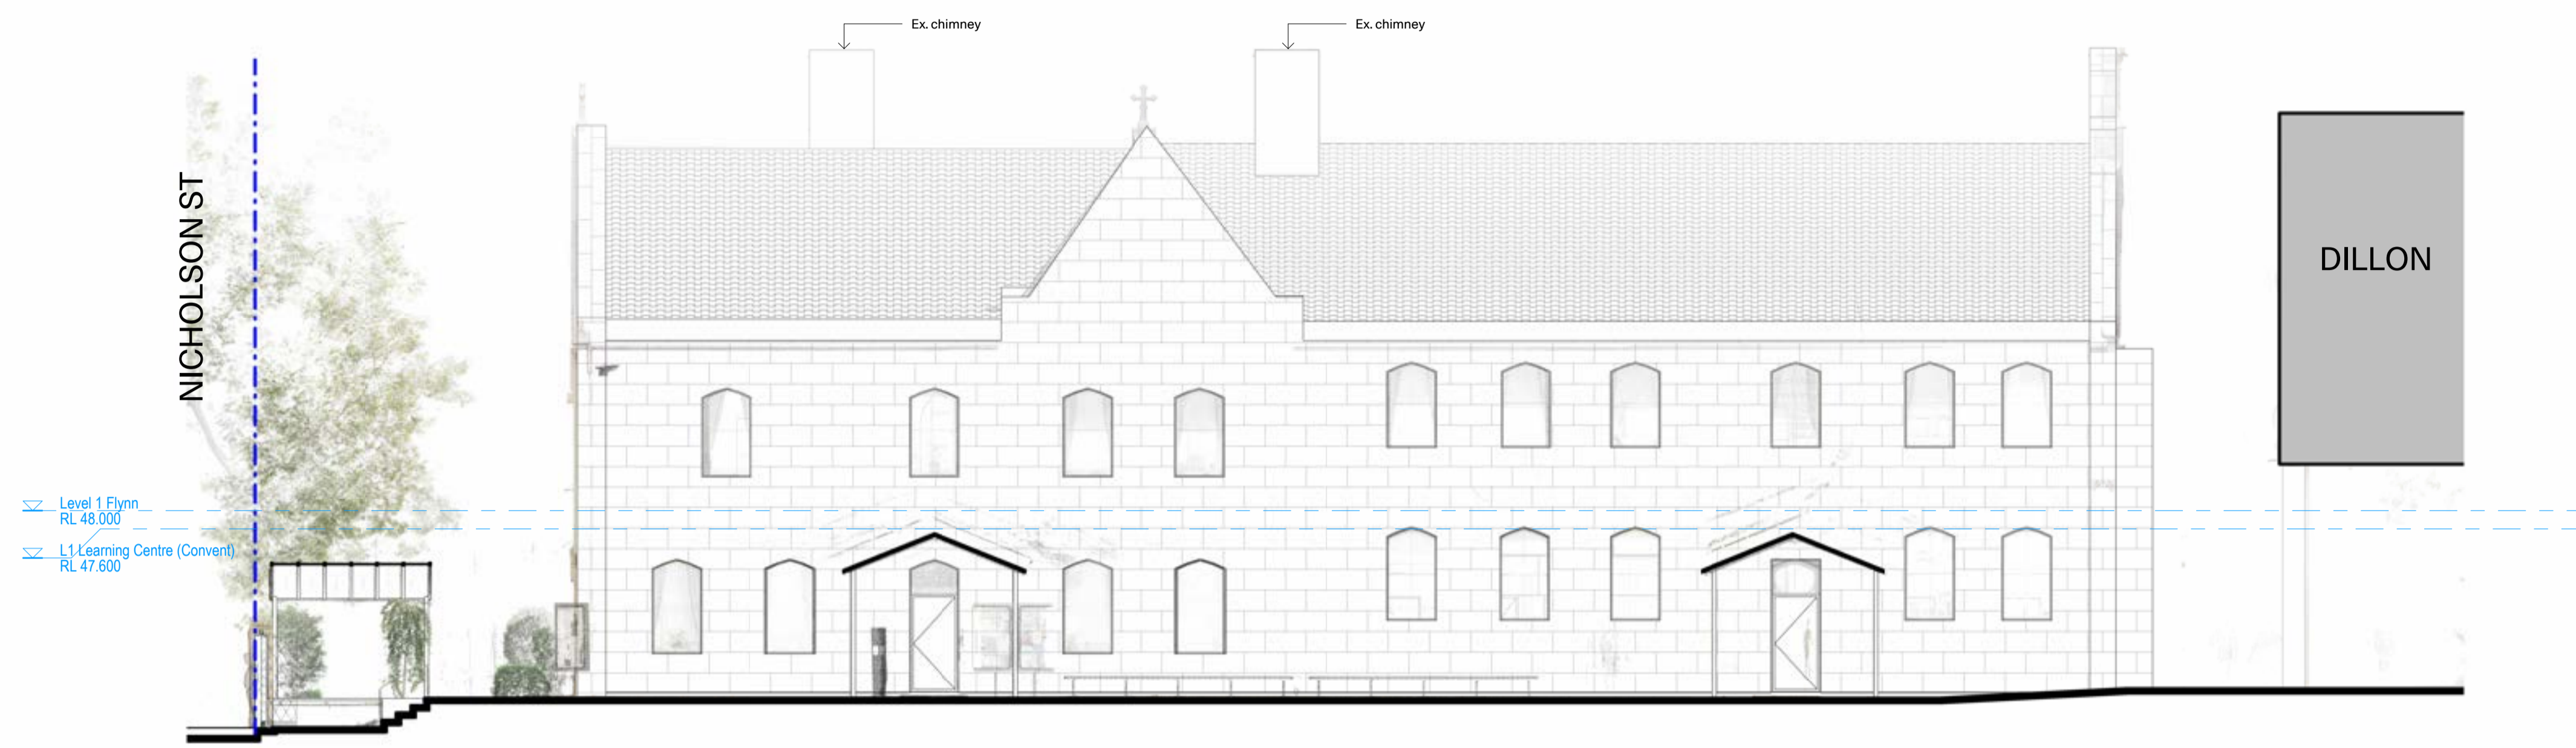 Ex. chimney
Ex. chimney
NICHOLSON ST
DILLON
Level 1 Flynn
RL 48.000
L1 Learning Centre (Convent)
RL 47.600